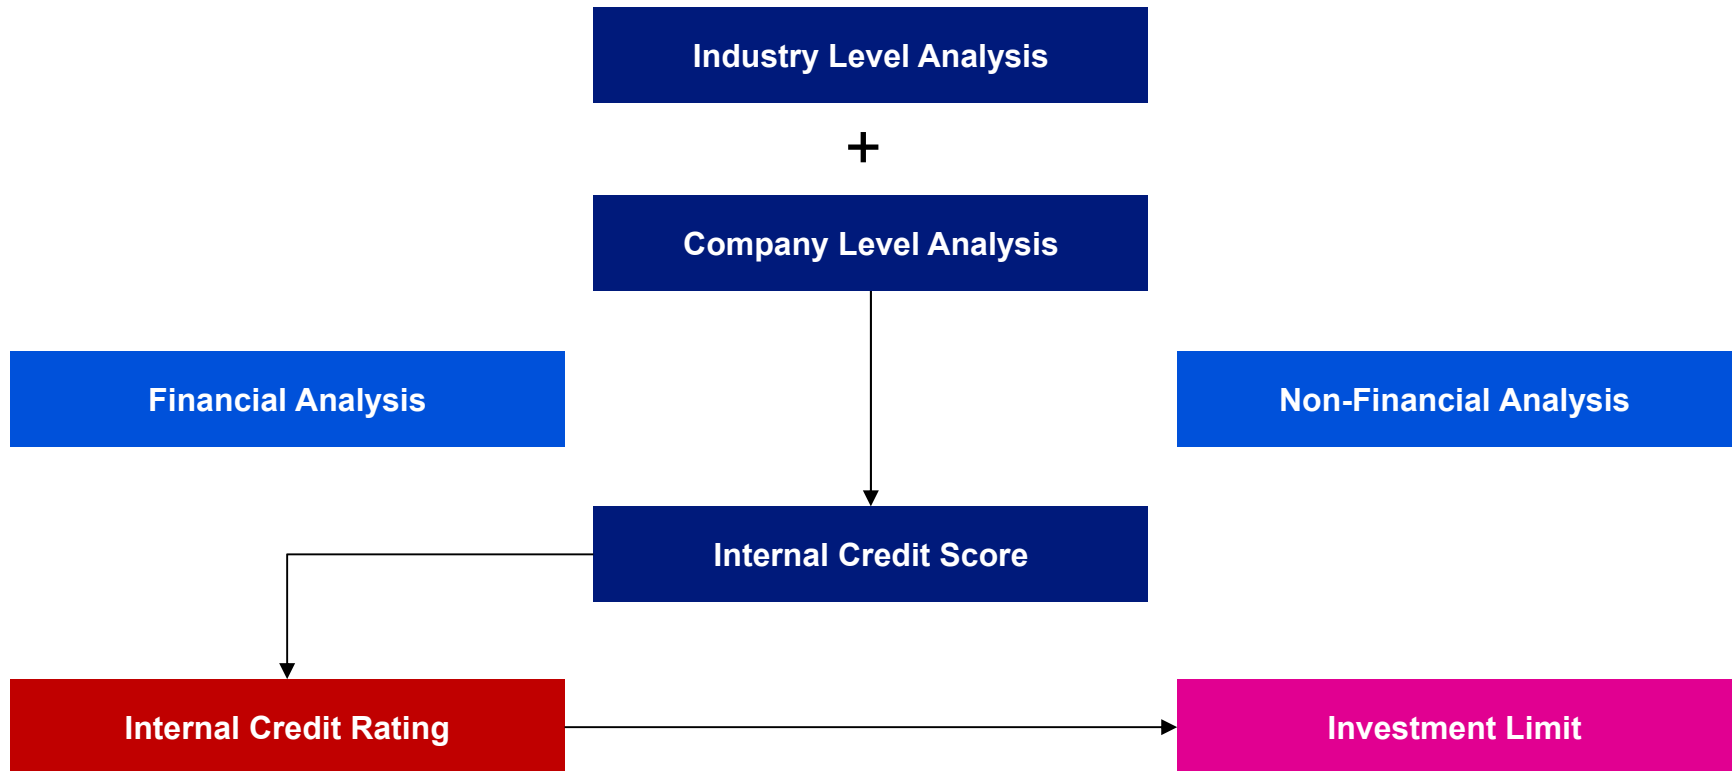 Industry Level Analysis
+
Company Level Analysis
Financial Analysis
Non-Financial Analysis
Internal Credit Score
Internal Credit Rating
Investment Limit